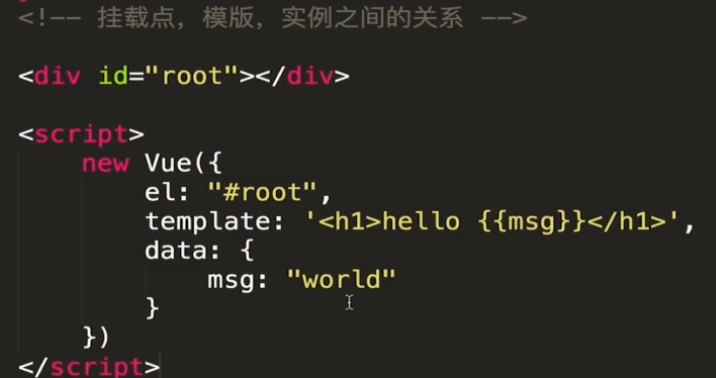 <!-- 挂载点，模版，实例之间的关系 -->
<div id="root"></div>
<script>
new Vue({
el: "#root",
template: '<h1>hello {{msg}}</h1>',
data: {
msg: "world"
}
})
</script>